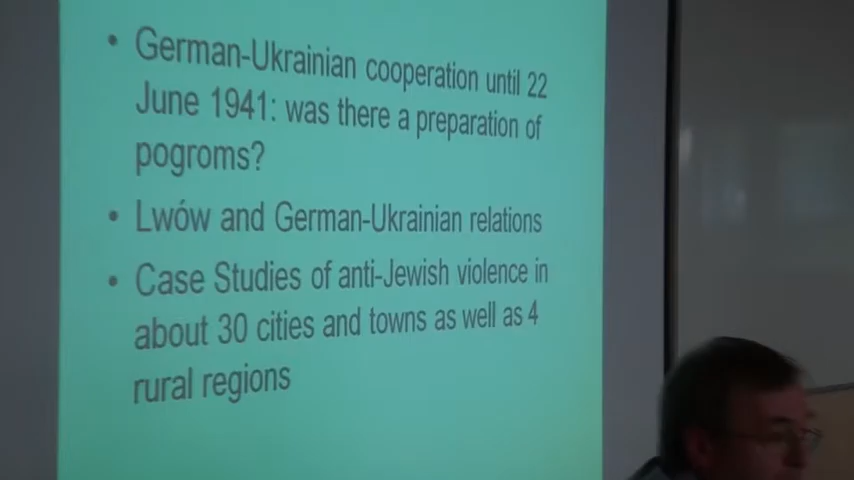 • German-Ukrainian cooperation until 22
June 1941: was there a preparation of
pogroms?
• Lwów and German-Ukrainian relations
• Case Studies of anti-Jewish violence in
about 30 cities and towns as well as 4
rural regions